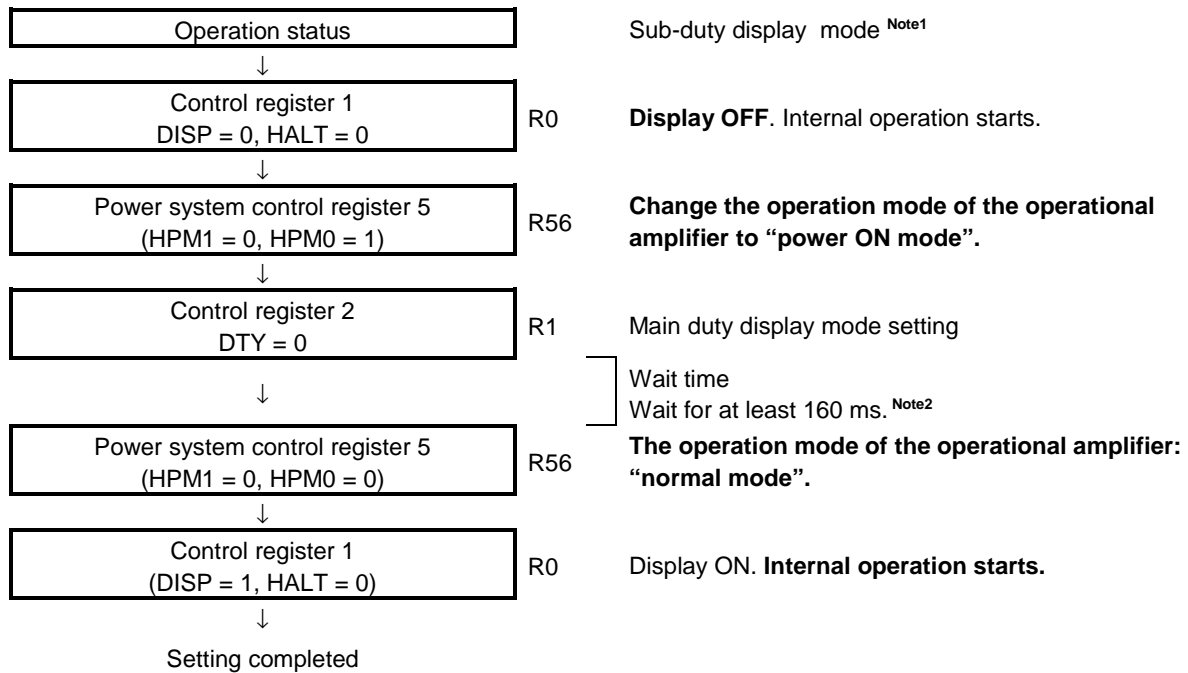 Operation status
Sub-duty display mode Note1
↓
Control register 1
DISP = 0, HALT = 0
R0
Display OFF. Internal operation starts.
↓
Power system control register 5
(HPM1 = 0, HPM0 = 1)
R56
Change the operation mode of the operational
amplifier to “power ON mode”.
↓
Control register 2
DTY = 0
R1
Main duty display mode setting
↓
Wait time
Wait for at least 160 ms. Note2
Power system control register 5
(HPM1 = 0, HPM0 = 0)
R56
The operation mode of the operational amplifier:
“normal mode”.
↓
Control register 1
(DISP = 1, HALT = 0)
R0
Display ON. Internal operation starts.
↓
Setting completed